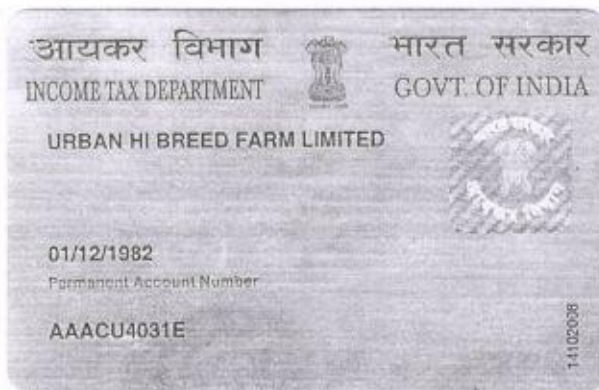 आयकर विभाग
INCOME TAX DEPARTMENT
भारत सरकार
GOVT. OF INDIA
URBAN HI BREED FARM LIMITED
01/12/1982
Permanent Account Number
AAACU4031E
14102008